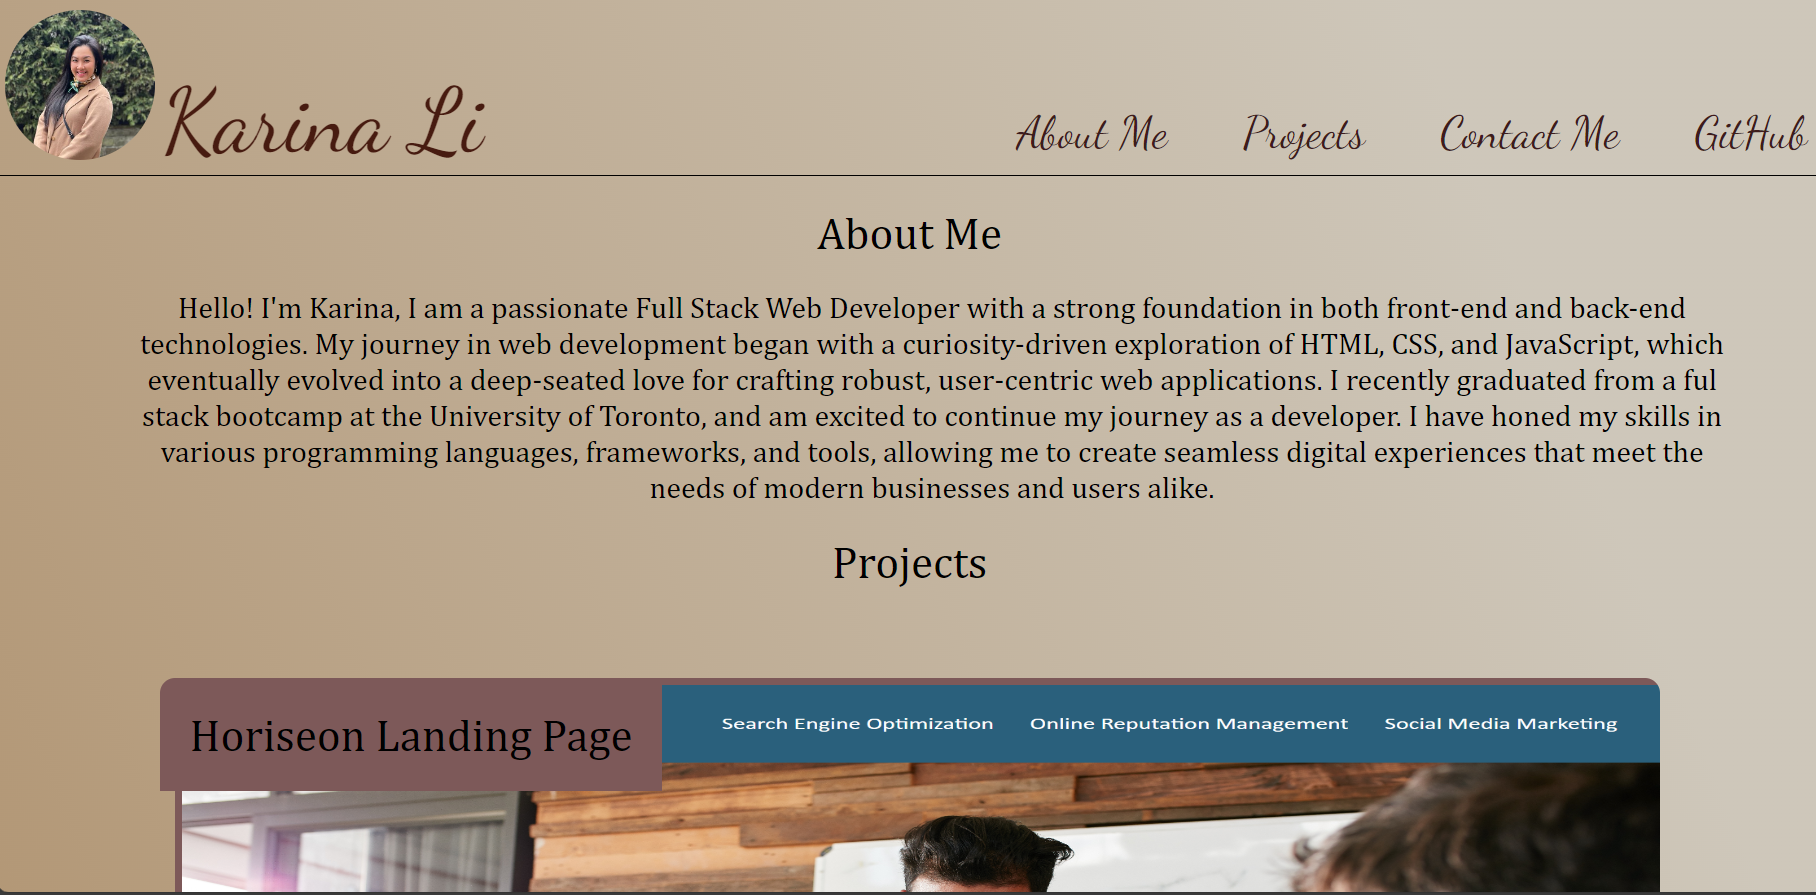 Karina Li
About Me
Projects
Contact Me
GitHub
About Me
Hello! I'm Karina, I am a passionate Full Stack Web Developer with a strong foundation in both front-end and back-end
technologies. My journey in web development began with a curiosity-driven exploration of HTML, CSS, and JavaScript, which
eventually evolved into a deep-seated love for crafting robust, user-centric web applications. I recently graduated from a ful
stack bootcamp at the University of Toronto, and am excited to continue my journey as a developer. I have honed my skills in
various programming languages, frameworks, and tools, allowing me to create seamless digital experiences that meet the
needs of modern businesses and users alike.
Projects
Horiseon Landing Page
Search Engine Optimization
Online Reputation Management
Social Media Marketing